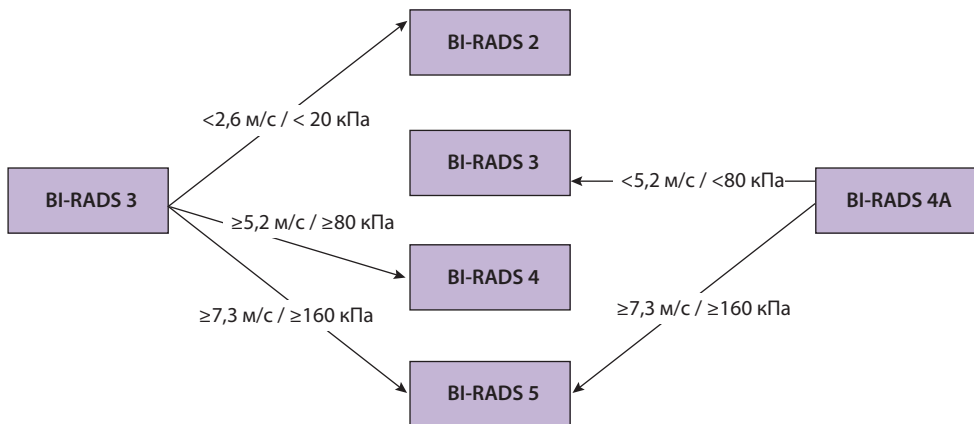 BI-RADS 2
<2,6 м/с / < 20 кПа
BI-RADS 3
BI-RADS 3
<5,2 м/с / <80 кПа
BI-RADS 4A
≥5,2 м/с / ≥80 кПа
BI-RADS 4
≥7,3 м/с / ≥160 кПа
≥7,3 м/с / ≥160 кПа
BI-RADS 5